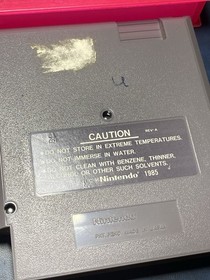 CAUTION REV-A
•DO NOT STORE IN EXTREME TEMPERATURES.
•DO NOT IMMERSE IN WATER.
•DO NOT CLEAN WITH BENZENE, THINNER,
ALCOHOL OR OTHER SUCH SOLVENTS.
Nintendo 1985